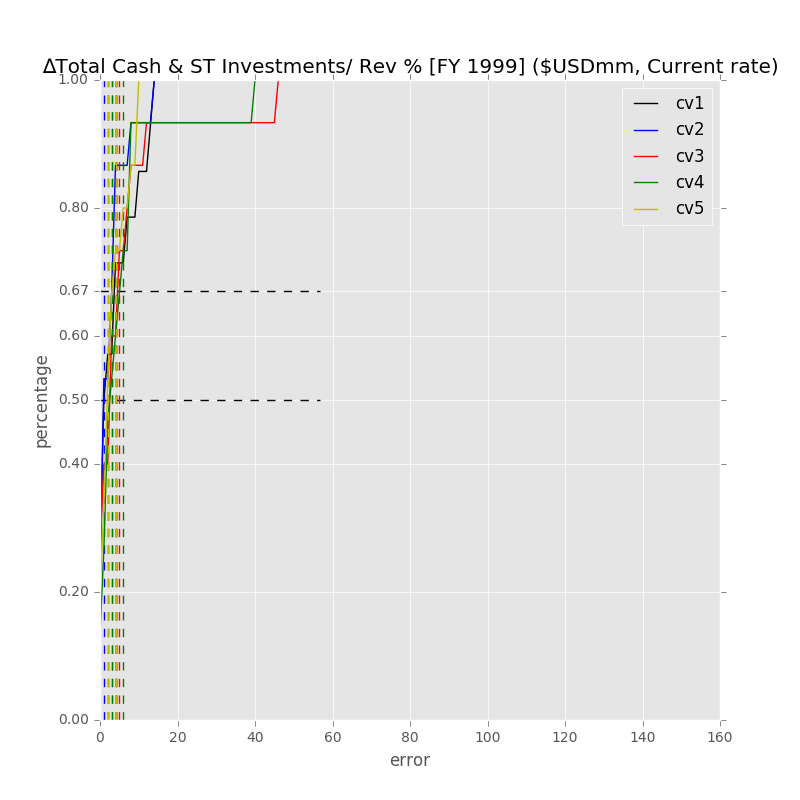 ΔTotal Cash & ST Investments/ Rev % [FY 1999] ($USDmm, Current rate)
1.00
0.80
0.67
0.60
0.50
0.40
0.20
0.00
percentage
0
20
40
60
80
100
120
140
160
error
cv1
cv2
cv3
cv4
cv5